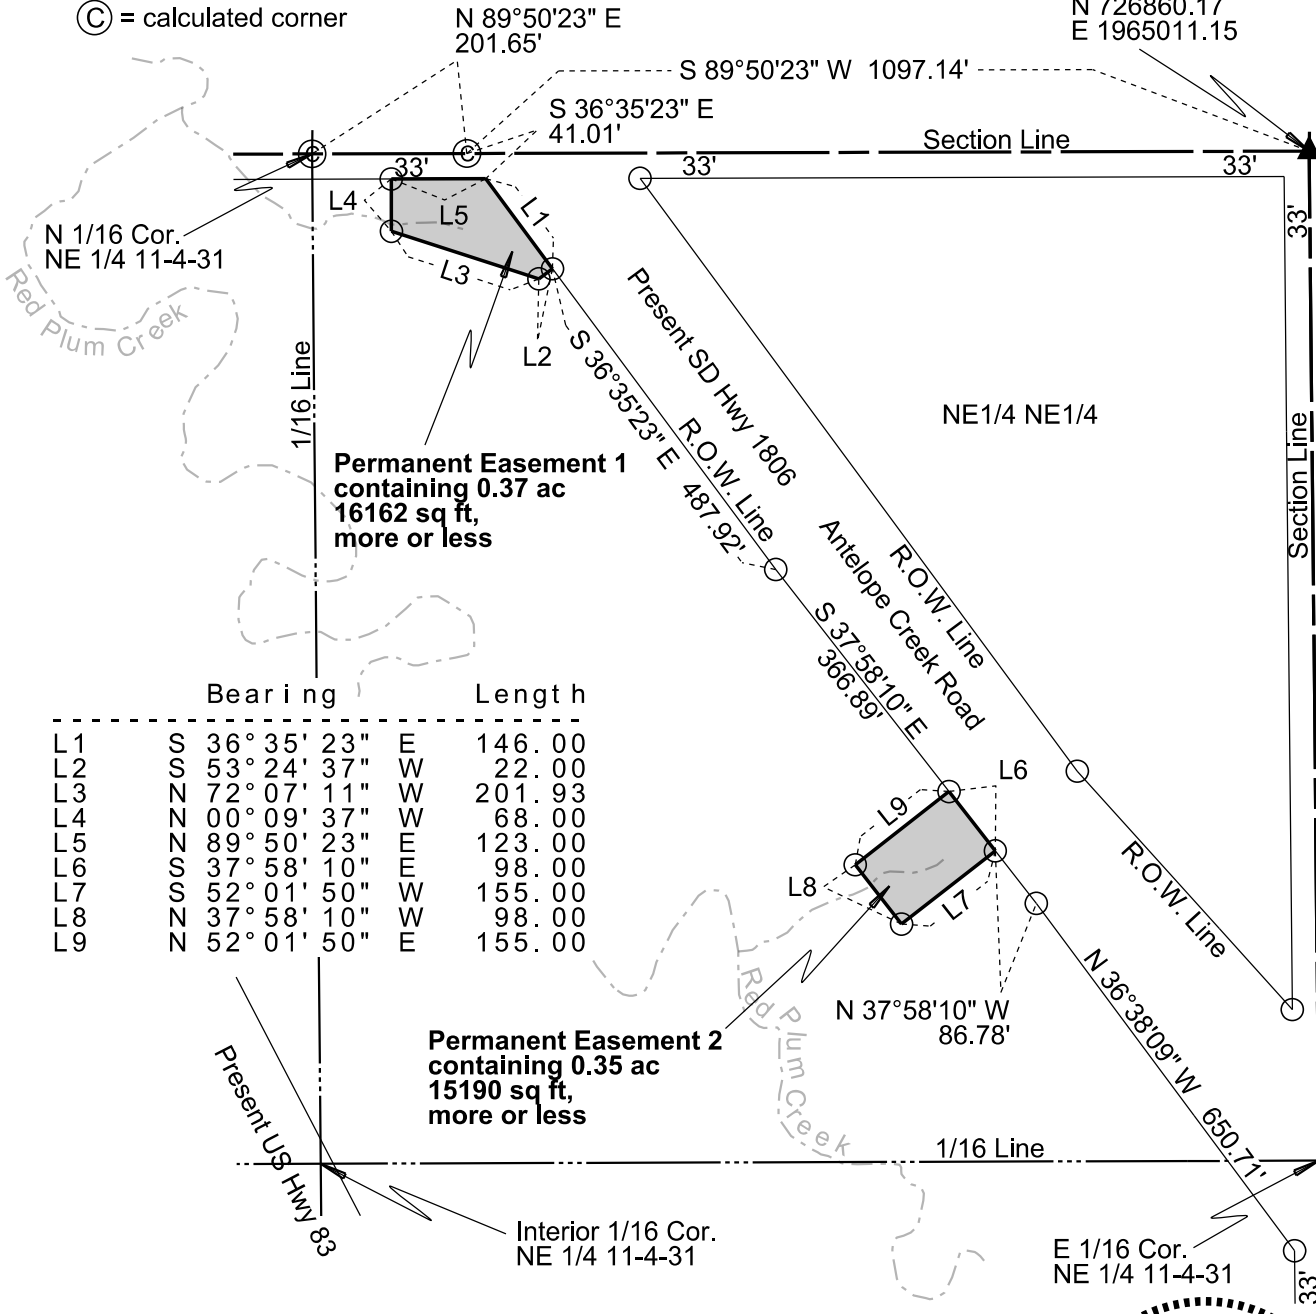 C = calculated corner
N 89°50'23" E
201.65'
N 726860.17
E 1965011.15
S 89°50'23" W 1097.14'
S 36°35'23" E
41.01'
Section Line
C
C
33'
33'
33'
33'
L4
L5
L1
L3
L2
N 1/16 Cor.
NE 1/4 11-4-31
Red Plum Creek
1/16 Line
S 36°35'23" E 487.92'
R.O.W. Line
Present SD Hwy 1806
NE1/4 NE1/4
Section Line
Permanent Easement 1
containing 0.37 ac
16162 sq ft,
more or less
Antelope Creek Road
R.O.W. Line
S 37°58'10" E
366.89'
Bearing Length
L1 S 36°35'23" E 146.00
L2 S 53°24'37" W 22.00
L3 N 72°07'11" W 201.93
L4 N 00°09'37" W 68.00
L5 N 89°50'23" E 123.00
L6 S 37°58'10" E 98.00
L7 S 52°01'50" W 155.00
L8 N 37°58'10" W 98.00
L9 N 52°01'50" E 155.00
L6
L9
L8
L7
R.O.W. Line
N 37°58'10" W
86.78'
N 36°38'09" W 650.71'
Red Plum Creek
Permanent Easement 2
containing 0.35 ac
15190 sq ft,
more or less
Present US Hwy 83
1/16 Line
Interior 1/16 Cor.
NE 1/4 11-4-31
E 1/16 Cor.
NE 1/4 11-4-31
33'